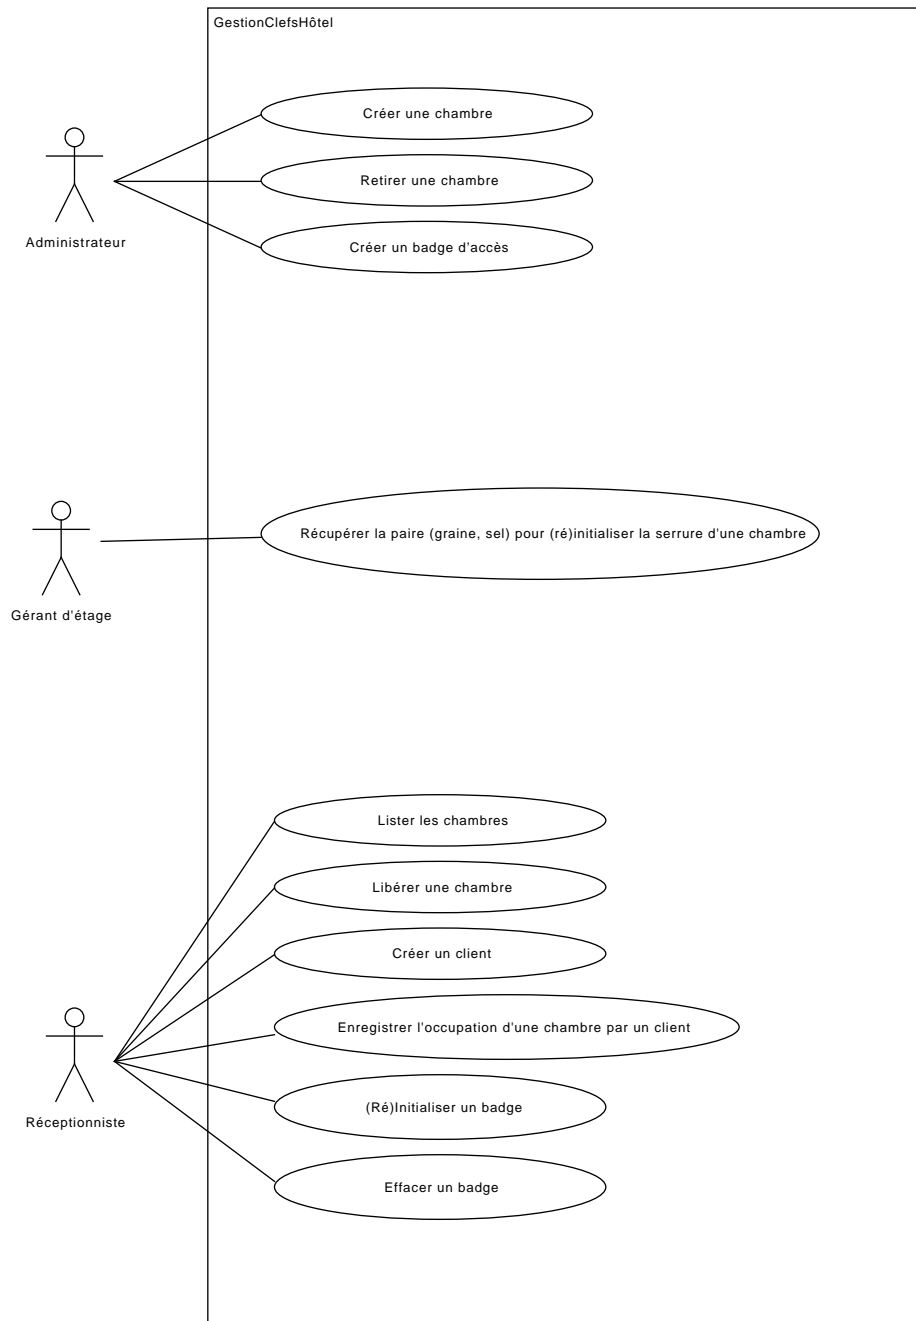 GestionClefsHôtel
Créer une chambre
Retirer une chambre
Créer un badge d'accès
Administrateur
Récupérer la paire (graine, sel) pour (ré)initialiser la serrure d'une chambre
Gérant d'étage
Lister les chambres
Libérer une chambre
Créer un client
Enregistrer l'occupation d'une chambre par un client
(Ré)Initialiser un badge
Réceptionniste
Effacer un badge